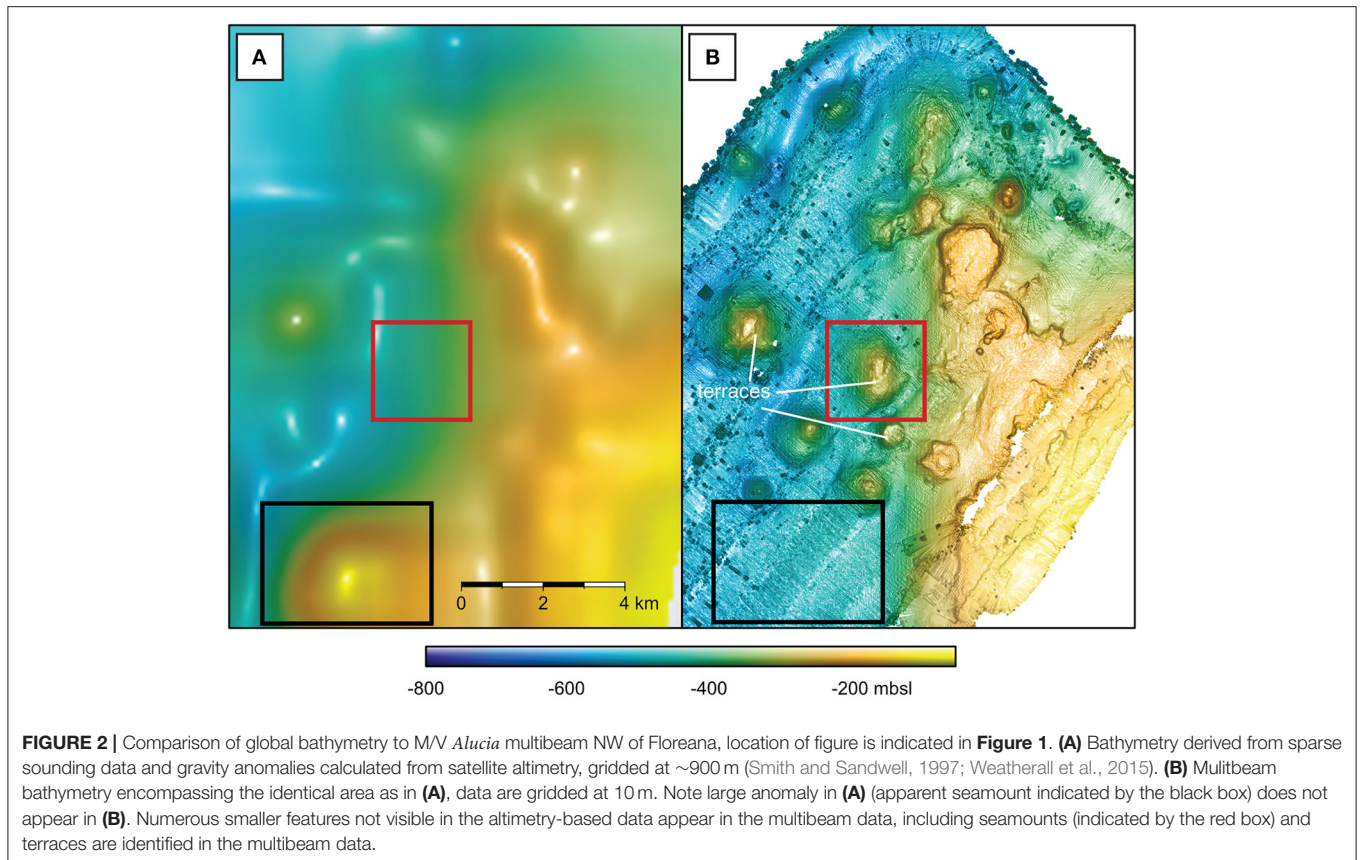 A
B
terraces
0 2 4 km
-800 -600 -400 -200 mbsl
FIGURE 2 | Comparison of global bathymetry to M/V Alucia multibeam NW of Floreana, location of figure is indicated in Figure 1. (A) Bathymetry derived from sparse
sounding data and gravity anomalies calculated from satellite altimetry, gridded at ~900 m (Smith and Sandwell, 1997; Weatherall et al., 2015). (B) Mulitbeam
bathymetry encompassing the identical area as in (A), data are gridded at 10 m. Note large anomaly in (A) (apparent seamount indicated by the black box) does not
appear in (B). Numerous smaller features not visible in the altimetry-based data appear in the multibeam data, including seamounts (indicated by the red box) and
terraces are identified in the multibeam data.